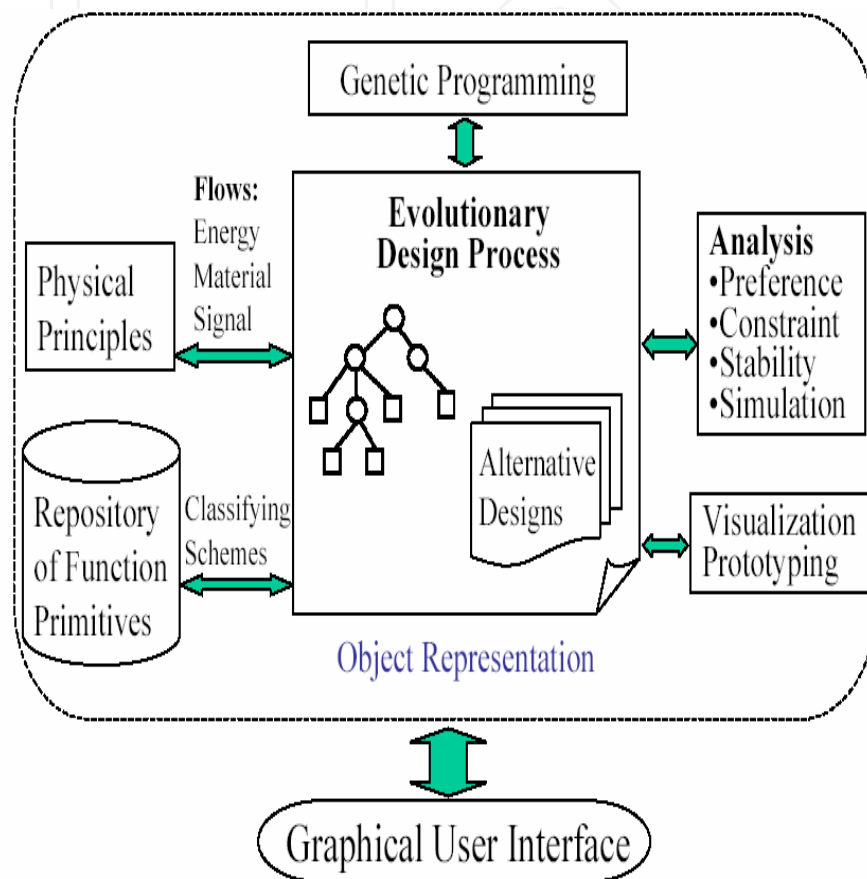 Genetic Programming
Flows:
Energy
Material
Signal
Physical
Principles
Evolutionary
Design Process
Analysis
•Preference
•Constraint
•Stability
•Simulation
Repository
of Function
Primitives
Classifying
Schemes
Alternative
Designs
Visualization
Prototyping
Object Representation
Graphical User Interface